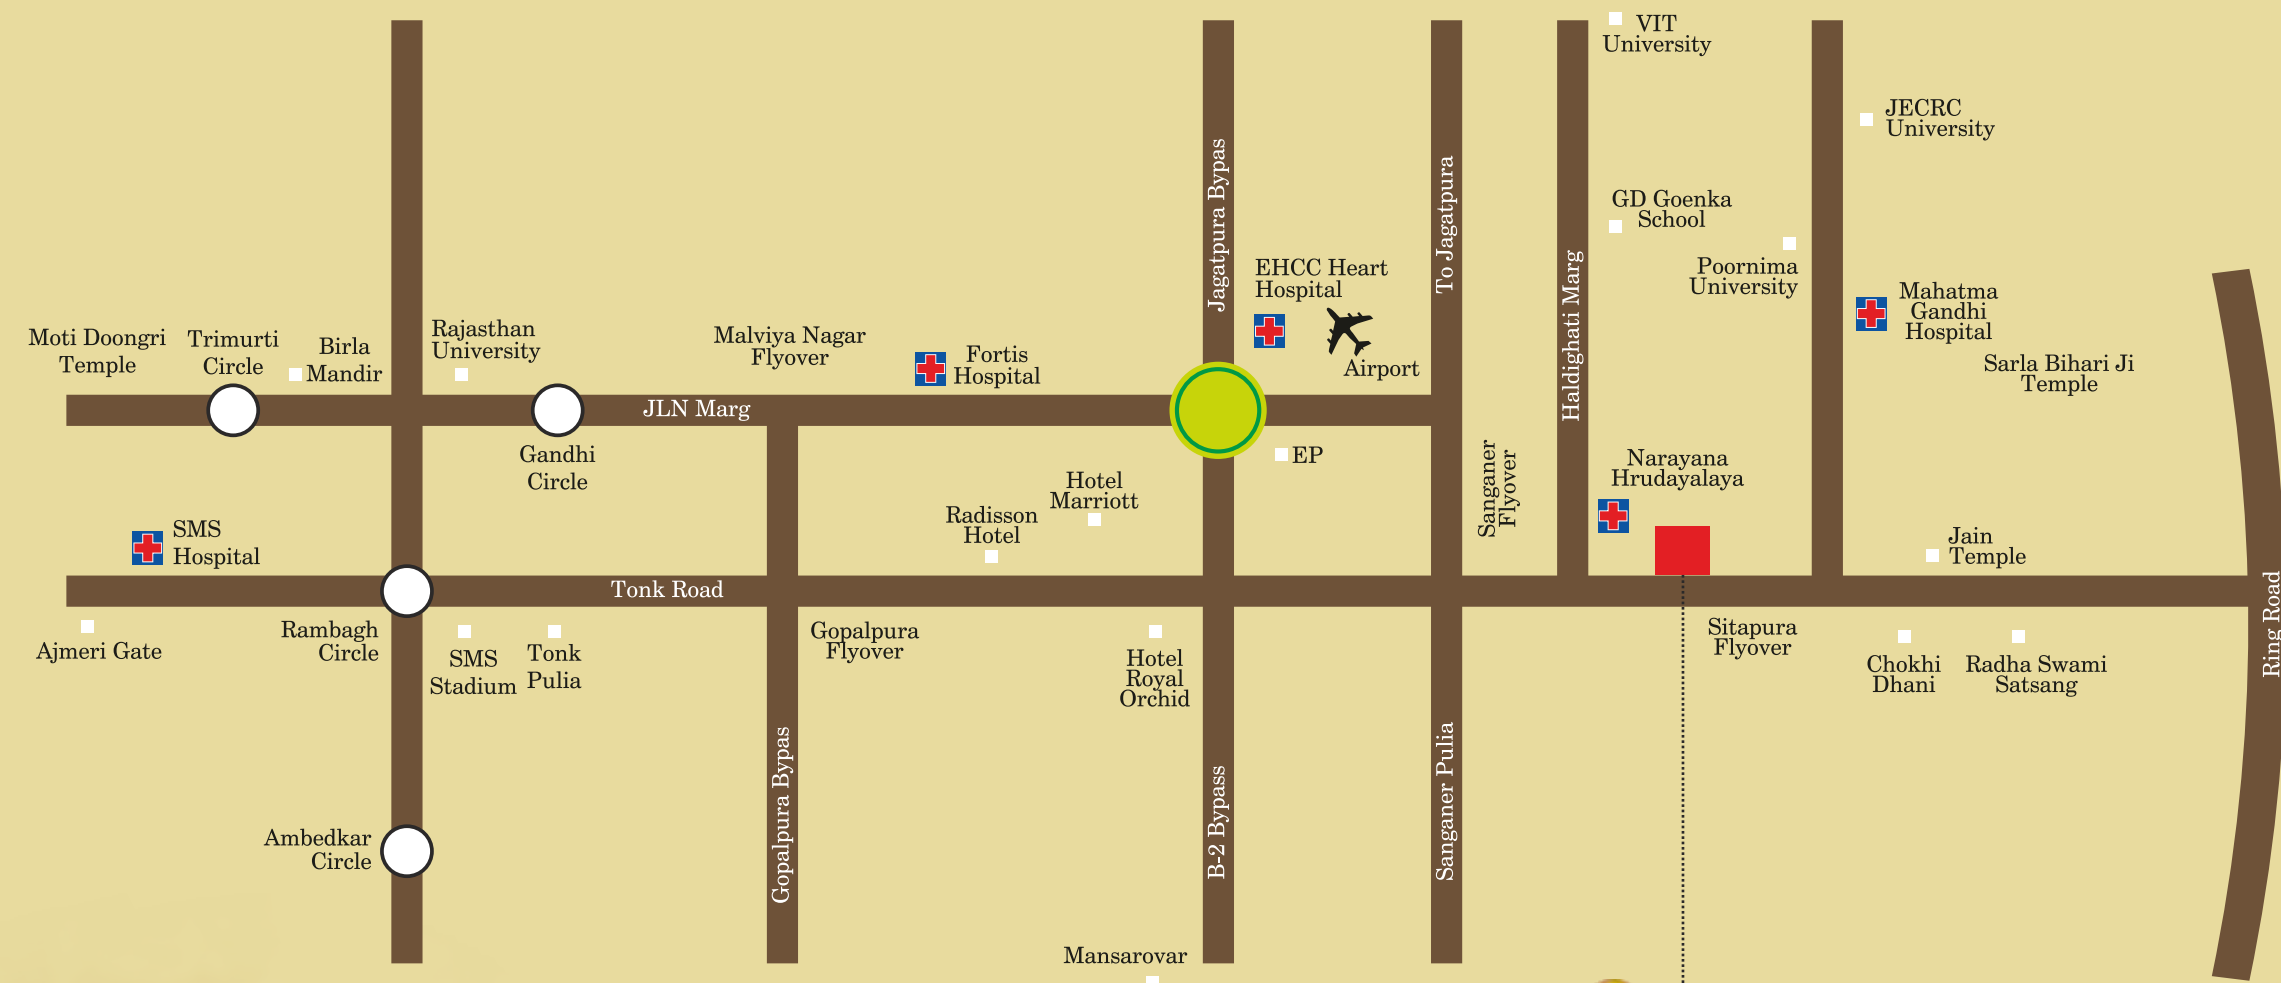 VIT
University
JECRC
University
Jagatpura Bypas
To Jagatpura
GD Goenka
School
Haldighati Marg
EHCC Heart
Hospital
Poornima
University
Mahatma
Gandhi
Hospital
Moti Doongri
Temple
Trimurti
Circle
Birla
Mandir
Rajasthan
University
Malviya Nagar
Flyover
Fortis
Hospital
Airport
Sarla Bihari Ji
Temple
JLN Marg
Gandhi
Circle
EP
Sanganer
Flyover
Narayana
Hrudayalaya
Hotel
Marriott
Radisson
Hotel
SMS
Hospital
Jain
Temple
Tonk Road
Ring Road
Ajmeri Gate
Rambagh
Circle
SMS
Stadium
Tonk
Pulia
Gopalpura
Flyover
Hotel
Royal
Orchid
Sitapura
Flyover
Chokhi
Dhani
Radha Swami
Satsang
Gopalpura Bypas
B-2 Bypass
Sanganer Pulia
Ambedkar
Circle
Mansarovar